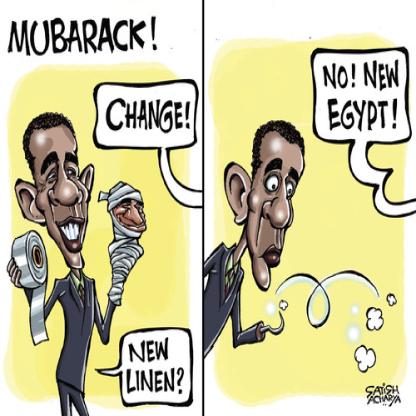 MUBARACK!
CHANGE!
NEW
LINEN?
NO! NEW
EGYPT!
SATISH
ACHARYA